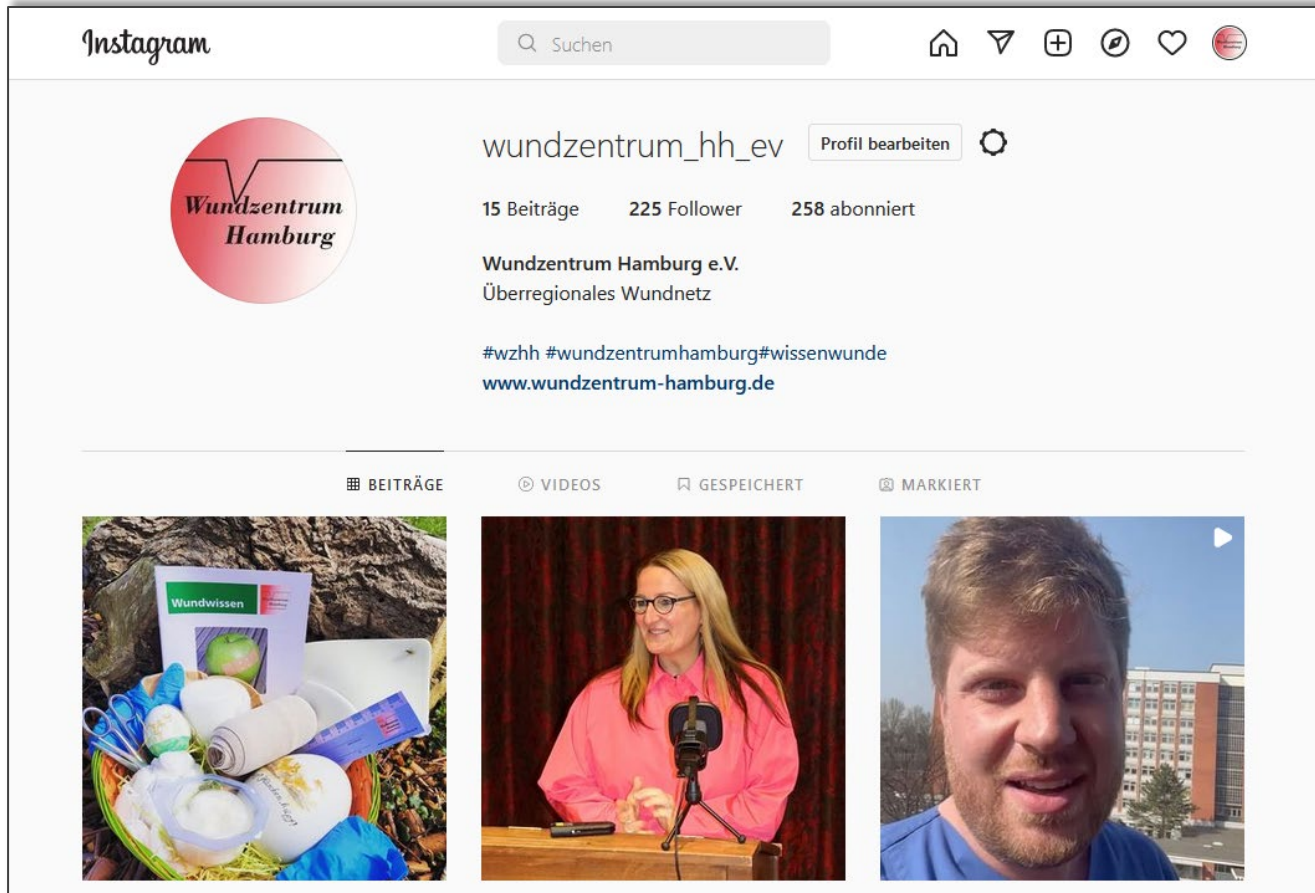 Instagram
Suchen
Wundzentrum
Hamburg
wundzentrum_hh_ev Profil bearbeiten
15 Beiträge 225 Follower 258 abonniert
Wundzentrum Hamburg e.V.
Überregionales Wundnetz
#wzhh #wundzentrumhamburg#wissenwunde
www.wundzentrum-hamburg.de
BEITRÄGE VIDEOS GESPEICHERT MARKIERT
Wundwissen